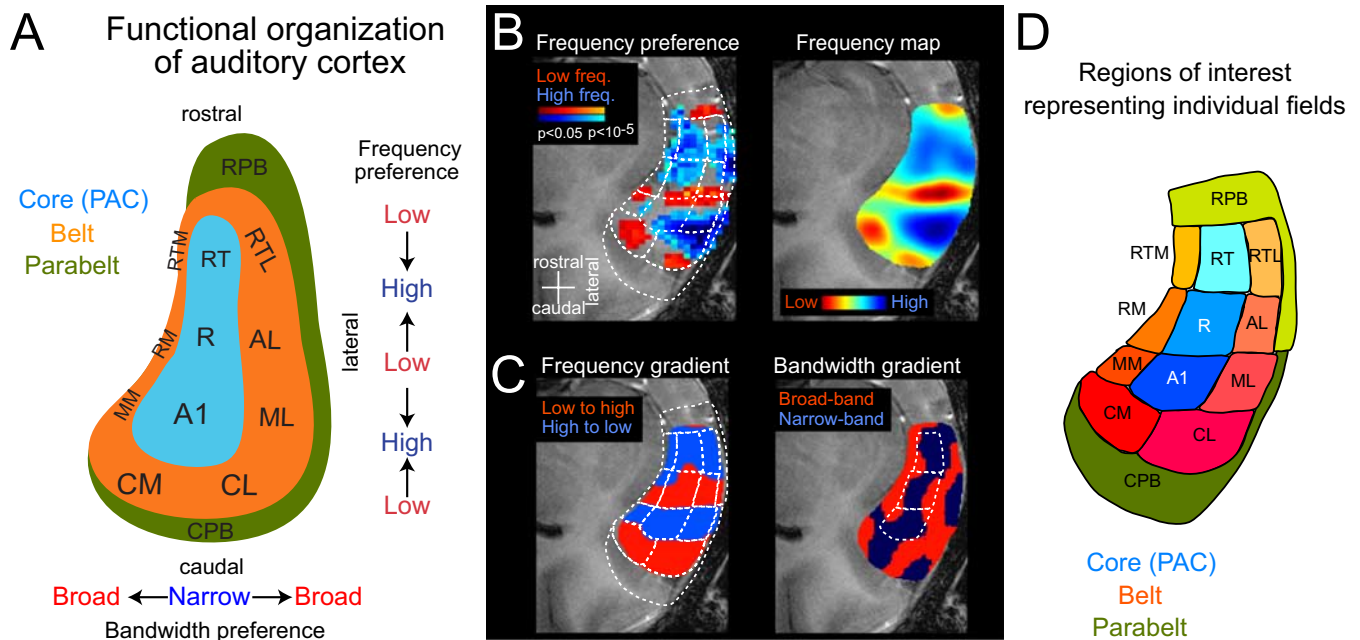 A
Functional organization
of auditory cortex
rostral
Core (PAC)
Belt
Parabelt
RPB
RTM
RT
RTL
RM
R
AL
MM
A1
ML
CM
CL
CPB
lateral
caudal
Frequency
preference
Low
High
Low
High
Low
Broad
Narrow
Broad
Bandwidth preference
B
Frequency preference
Low freq.
High freq.
p<0.05 p<10-5
rostral
caudal
lateral
Frequency map
Low
High
C
Frequency gradient
Low to high
High to low
Bandwidth gradient
Broad-band
Narrow-band
D
Regions of interest
representing individual fields
RPB
RTM
RT
RTL
RM
R
AL
MM
A1
ML
CM
CL
CPB
Core (PAC)
Belt
Parabelt